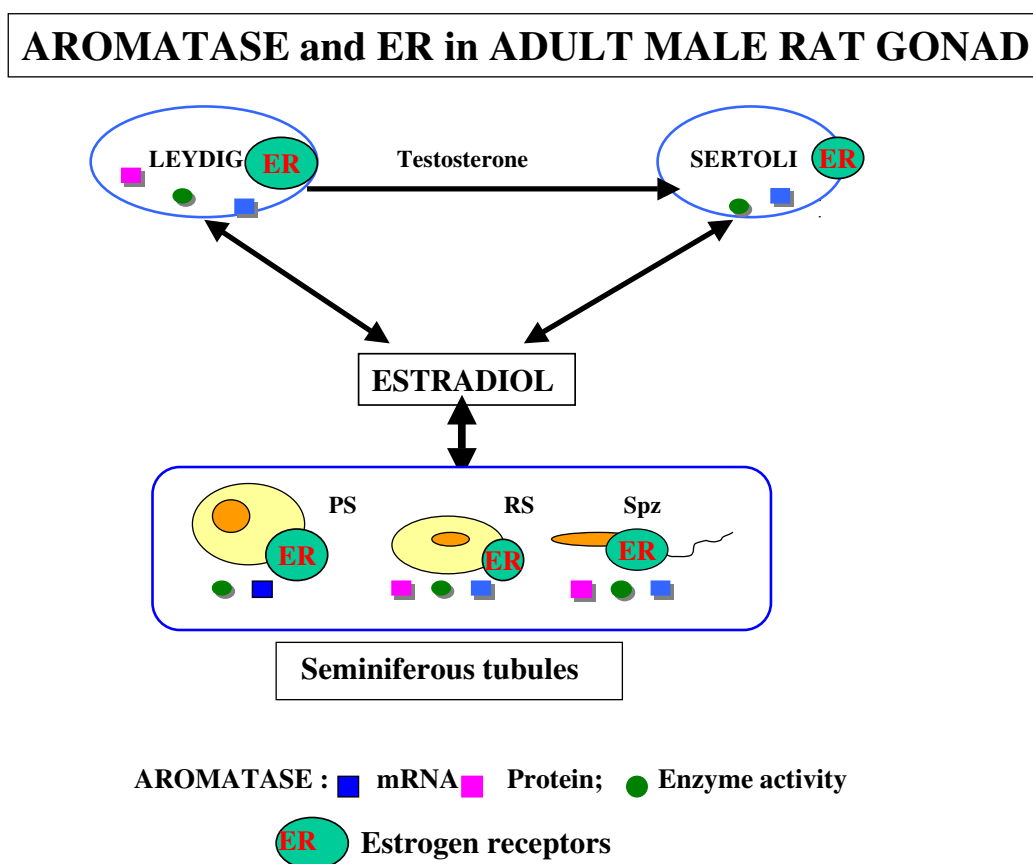 AROMATASE and ER in ADULT MALE RAT GONAD
LEYDIG ER Testosterone SERTOLI ER
ESTRADIOL
PS RS Spz
ER ER ER
Seminiferous tubules
AROMATASE : mRNA Protein; Enzyme activity
ER Estrogen receptors